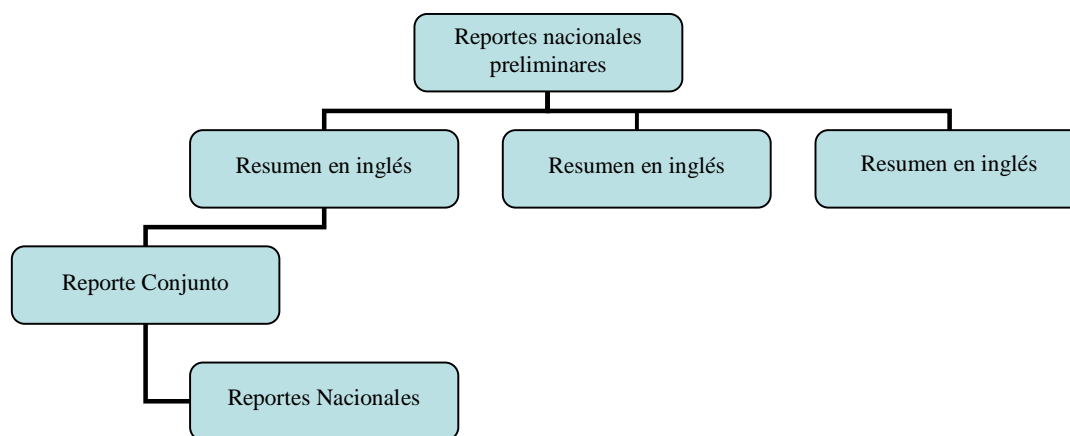 Reportes nacionales
preliminares
Resumen en inglés
Resumen en inglés
Resumen en inglés
Reporte Conjunto
Reportes Nacionales